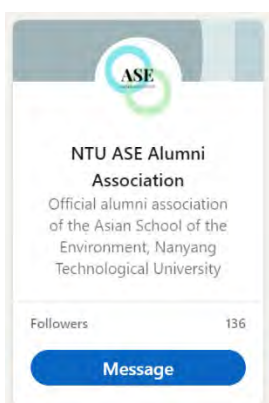 ASE
NTU ASE Alumni
Association
Official alumni association
of the Asian School of the
Environment, Nanyang
Technological University
Followers 136
Message